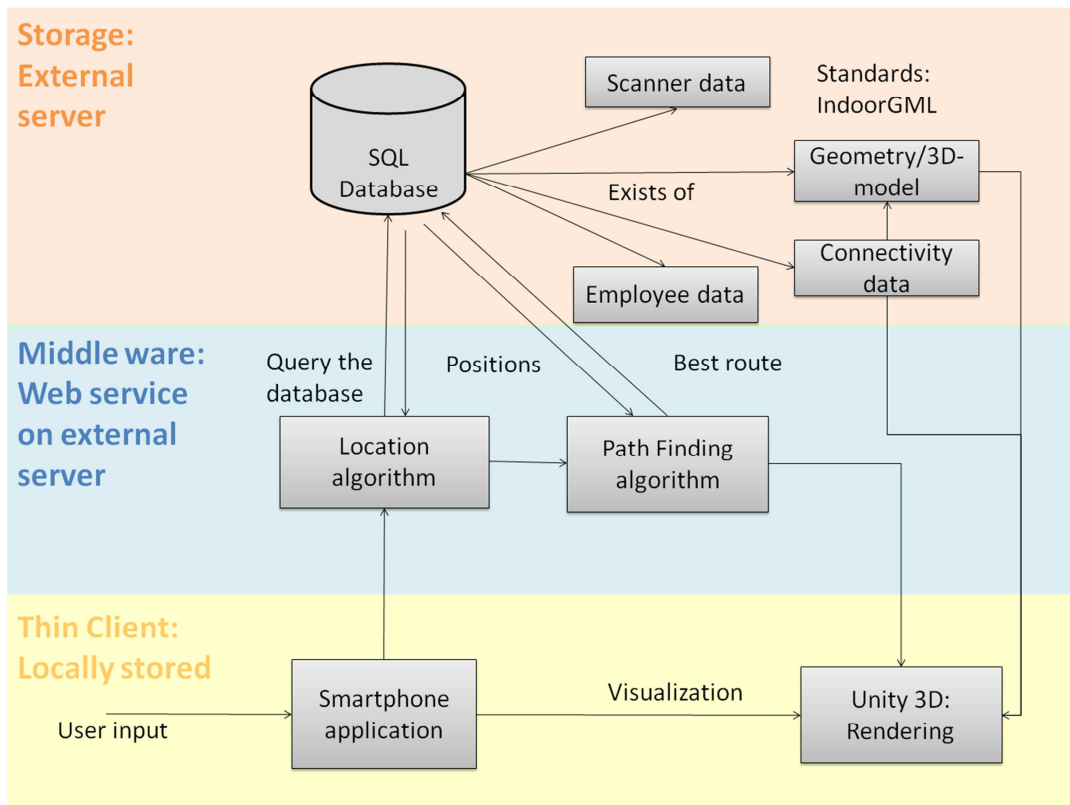 Storage:
External
server
SQL
Database
Scanner data
Standards:
IndoorGML
Geometry/3D-
model
Exists of
Connectivity
data
Employee data
Middle ware:
Web service
on external
server
Query the
database
Positions
Best route
Location
algorithm
Path Finding
algorithm
Thin Client:
Locally stored
User input
Smartphone
application
Visualization
Unity 3D:
Rendering